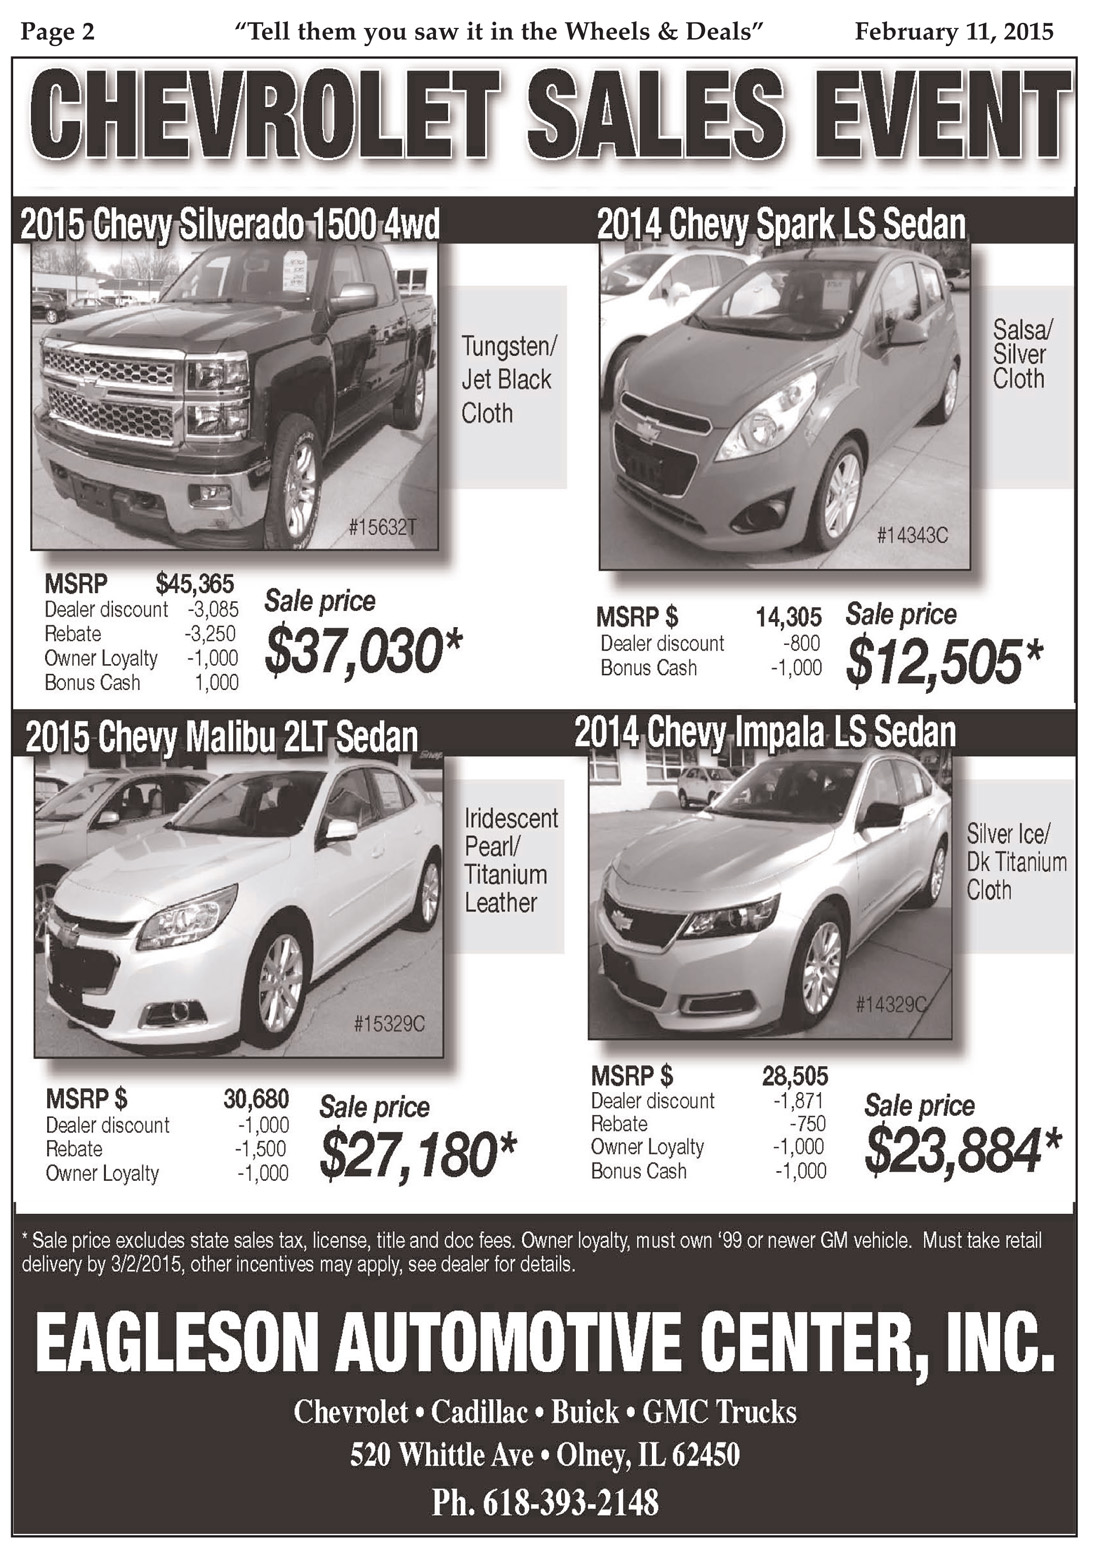 Page 2 “Tell them you saw it in the Wheels & Deals” February 11, 2015
CHEVROLET SALES EVENT
2015 Chevy Silverado 1500 4wd
Tungsten/
Jet Black
Cloth
#15632T
MSRP $45,365
Dealer discount -3,085
Rebate -3,250
Owner Loyalty -1,000
Bonus Cash 1,000
Sale price
$37,030*
2014 Chevy Spark LS Sedan
Salsa/
Silver
Cloth
#14343C
MSRP $ 14,305
Dealer discount -800
Bonus Cash -1,000
Sale price
$12,505*
2015 Chevy Malibu 2LT Sedan
Iridescent
Pearl/
Titanium
Leather
#15329C
MSRP $ 30,680
Dealer discount -1,000
Rebate -1,500
Owner Loyalty -1,000
Sale price
$27,180*
2014 Chevy Impala LS Sedan
Silver Ice/
Dk Titanium
Cloth
#14329C
MSRP $ 28,505
Dealer discount -1,871
Rebate -750
Owner Loyalty -1,000
Bonus Cash -1,000
Sale price
$23,884*
* Sale price excludes state sales tax, license, title and doc fees. Owner loyalty, must own ‘99 or newer GM vehicle. Must take retail
delivery by 3/2/2015, other incentives may apply, see dealer for details.
EAGLESON AUTOMOTIVE CENTER, INC.
Chevrolet • Cadillac • Buick • GMC Trucks
520 Whittle Ave • Olney, IL 62450
Ph. 618-393-2148